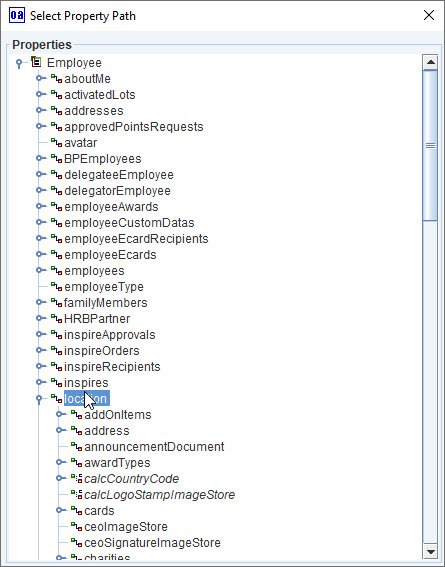 oa Select Property Path
Properties
Employee
aboutMe
activatedLots
addresses
approvedPointsRequests
avatar
BPEmployees
delegateeEmployee
delegatorEmployee
employeeAwards
employeeCustomDatas
employeeEcardRecipients
employeeEcards
employees
employeeType
familyMembers
HRBPartner
inspireApprovals
inspireOrders
inspireRecipients
inspires
location
addOnItems
address
announcementDocument
awardTypes
calcCountryCode
calcLogoStampImageStore
cards
ceoImageStore
ceoSignatureImageStore
charities